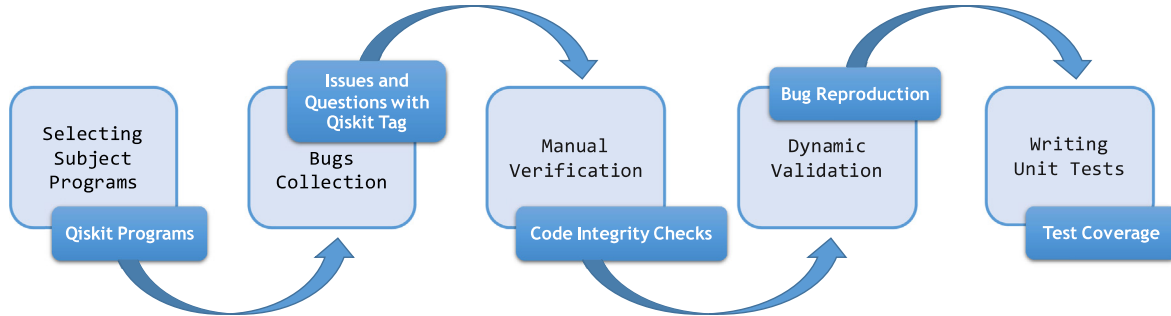 Selecting
Subject
Programs
Qiskit Programs
Issues and
Questions with
Qiskit Tag
Bugs
Collection
Manual
Verification
Code Integrity Checks
Bug Reproduction
Dynamic
Validation
Writing
Unit Tests
Test Coverage